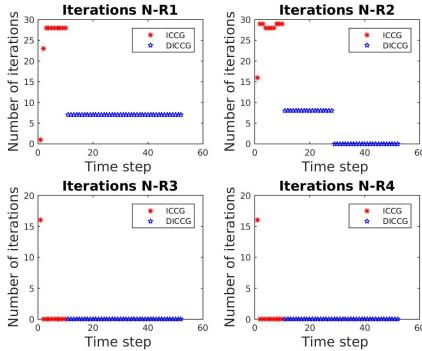 Iterations N-R1
Number of iterations
30
25
20
15
10
5
0
0 20 40 60
Time step
ICCG
DICCG
Iterations N-R2
Number of iterations
30
25
20
15
10
5
0
0 20 40 60
Time step
ICCG
DICCG
Iterations N-R3
Number of iterations
20
15
10
5
0
0 20 40 60
Time step
ICCG
DICCG
Iterations N-R4
Number of iterations
20
15
10
5
0
0 20 40 60
Time step
ICCG
DICCG